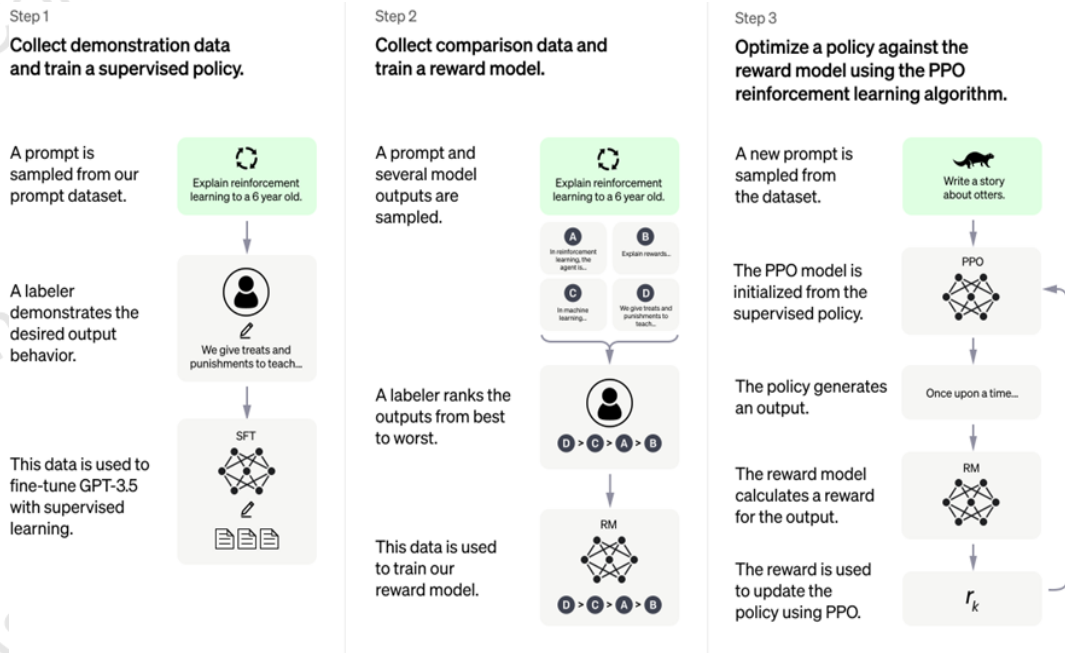 Step 1
Collect demonstration data
and train a supervised policy.
A prompt is
sampled from our
prompt dataset.
Explain reinforcement
learning to a 6 year old.
A labeler
demonstrates the
desired output
behavior.
We give treats and
punishments to teach...
This data is used to
fine-tune GPT-3.5
with supervised
learning.
SFT
Step 2
Collect comparison data and
train a reward model.
A prompt and
several model
outputs are
sampled.
Explain reinforcement
learning to a 6 year old.
A
In reinforcement
learning, the
agent is...
B
Explain rewards...
C
In machine
learning...
D
We give treats and
punishments to
teach...
A labeler ranks the
outputs from best
to worst.
D > C > A > B
This data is used
to train our
reward model.
RM
D > C > A > B
Step 3
Optimize a policy against the
reward model using the PPO
reinforcement learning algorithm.
A new prompt is
sampled from
the dataset.
Write a story
about otters.
The PPO model is
initialized from the
supervised policy.
PPO
The policy generates
an output.
Once upon a time...
The reward model
calculates a reward
for the output.
RM
The reward is used
to update the
policy using PPO.
r_k